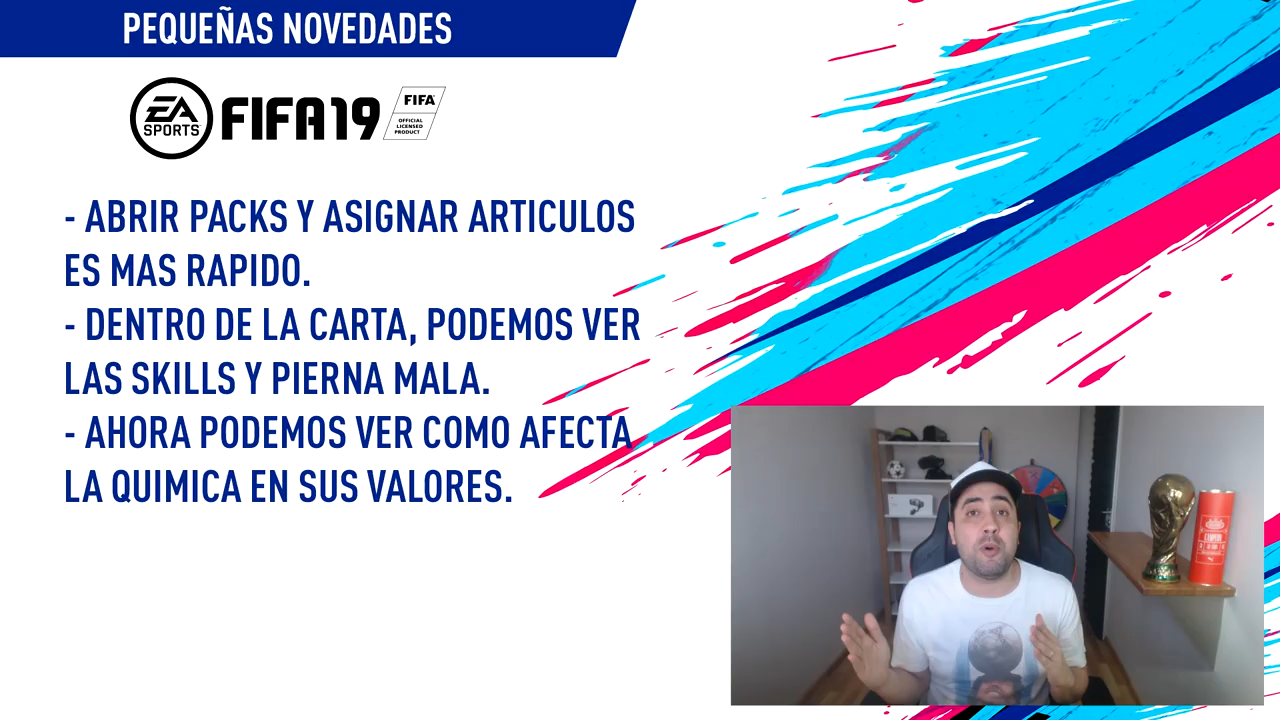 PEQUEÑAS NOVEDADES
EA
SPORTS
FIFA19
FIFA
OFFICIAL
LICENSED
PRODUCT
- ABRIR PACKS Y ASIGNAR ARTICULOS
ES MAS RAPIDO.
- DENTRO DE LA CARTA, PODEMOS VER
LAS SKILLS Y PIERNA MALA.
- AHORA PODEMOS VER COMO AFECTA
LA QUIMICA EN SUS VALORES.